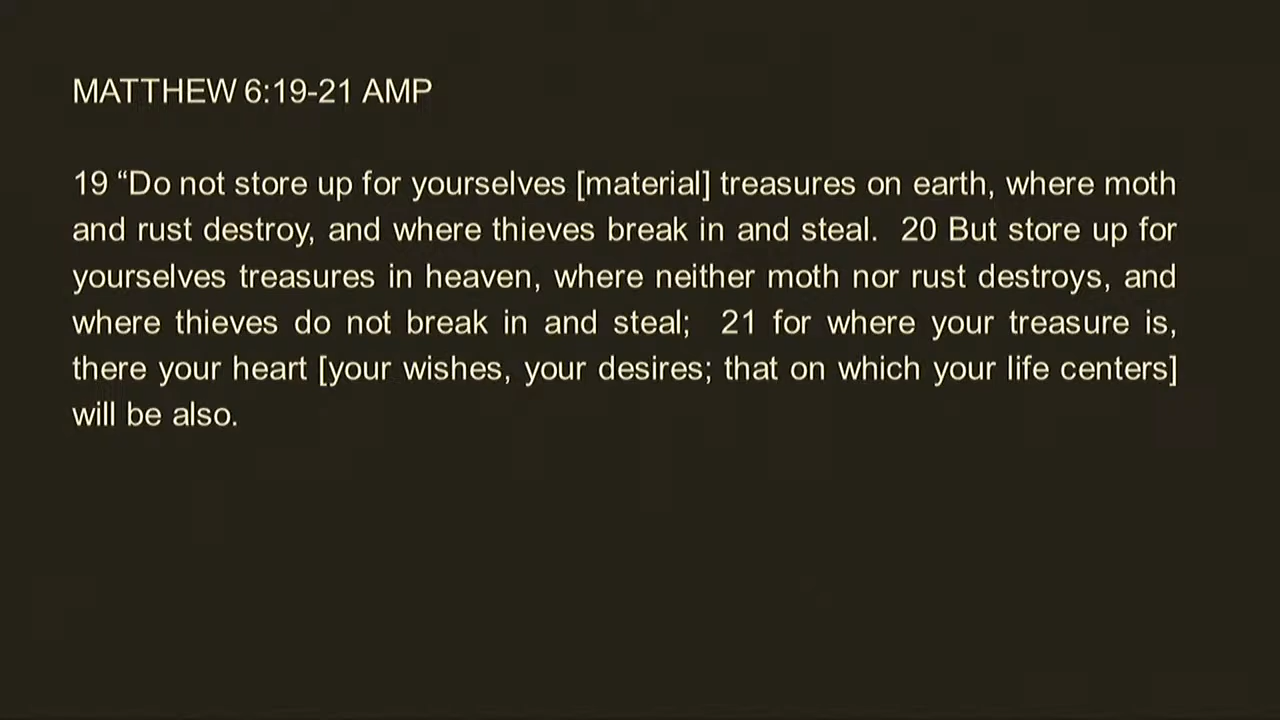 MATTHEW 6:19-21 AMP
19 “Do not store up for yourselves [material] treasures on earth, where moth
and rust destroy, and where thieves break in and steal.  20 But store up for
yourselves treasures in heaven, where neither moth nor rust destroys, and
where thieves do not break in and steal;  21 for where your treasure is,
there your heart [your wishes, your desires; that on which your life centers]
will be also.